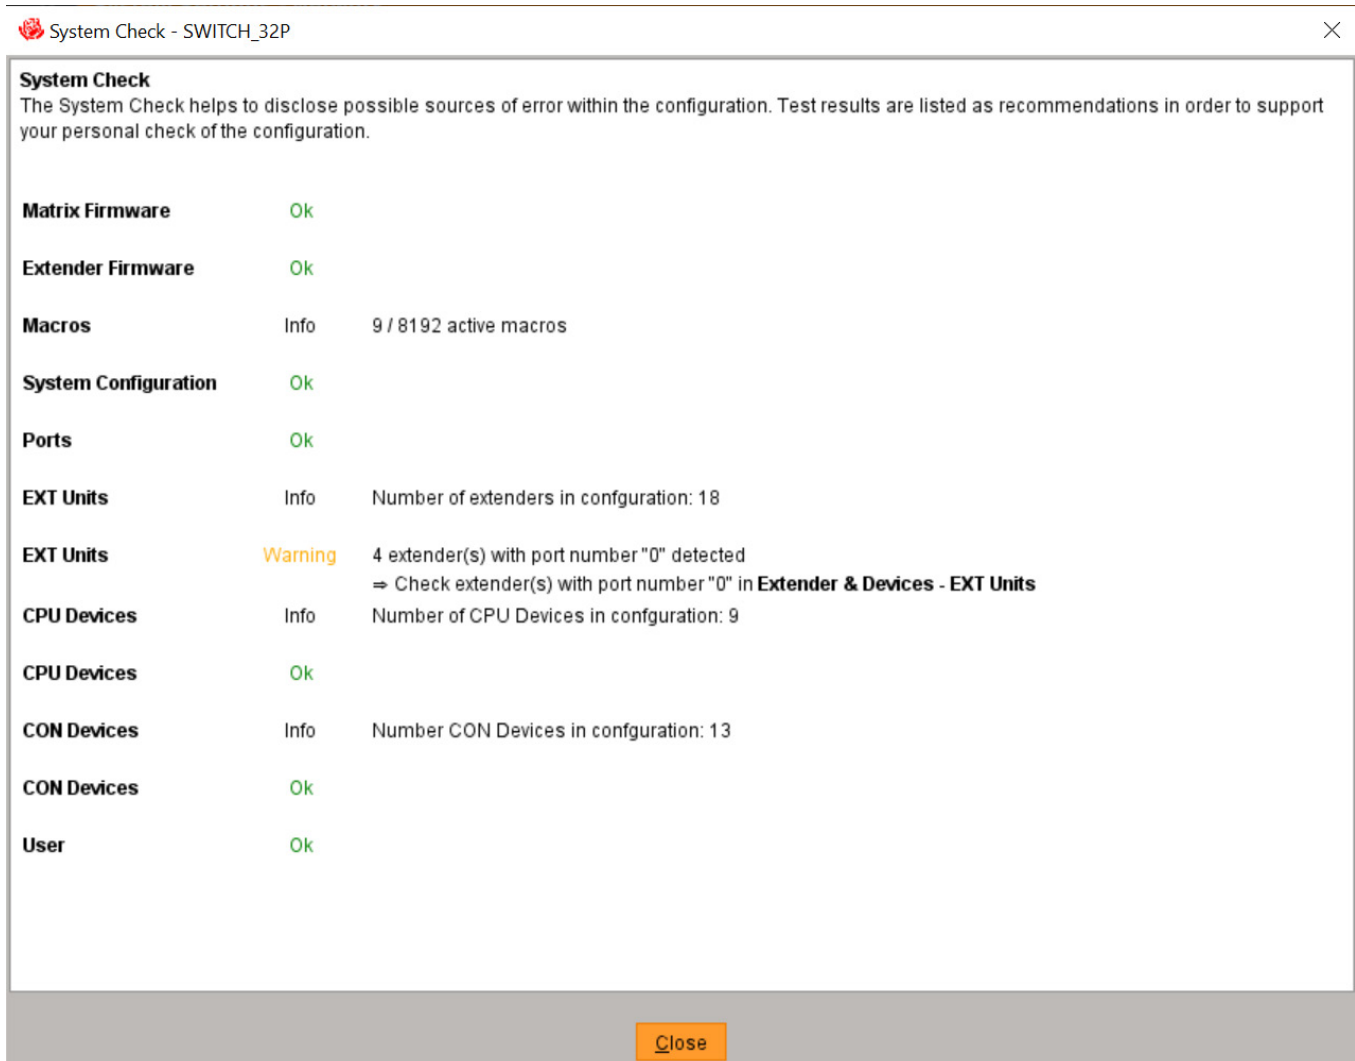 System Check - SWITCH_32P
System Check
The System Check helps to disclose possible sources of error within the configuration. Test results are listed as recommendations in order to support
your personal check of the configuration.
Matrix Firmware Ok
Extender Firmware Ok
Macros Info 9 / 8192 active macros
System Configuration Ok
Ports Ok
EXT Units Info Number of extenders in confguration: 18
EXT Units Warning 4 extender(s) with port number "0" detected
⇒ Check extender(s) with port number "0" in Extender & Devices - EXT Units
CPU Devices Info Number of CPU Devices in confguration: 9
CPU Devices Ok
CON Devices Info Number CON Devices in confguration: 13
CON Devices Ok
User Ok
Close